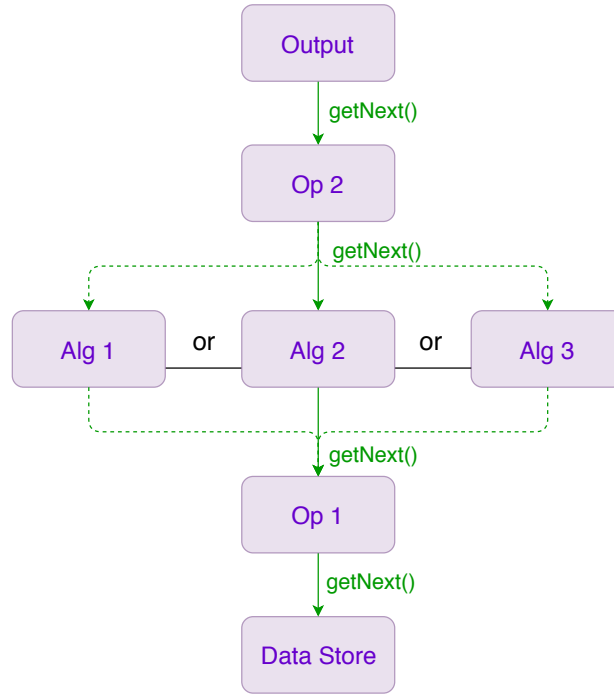 Output
getNext()
Op 2
getNext()
Alg 1
or
Alg 2
or
Alg 3
getNext()
Op 1
getNext()
Data Store